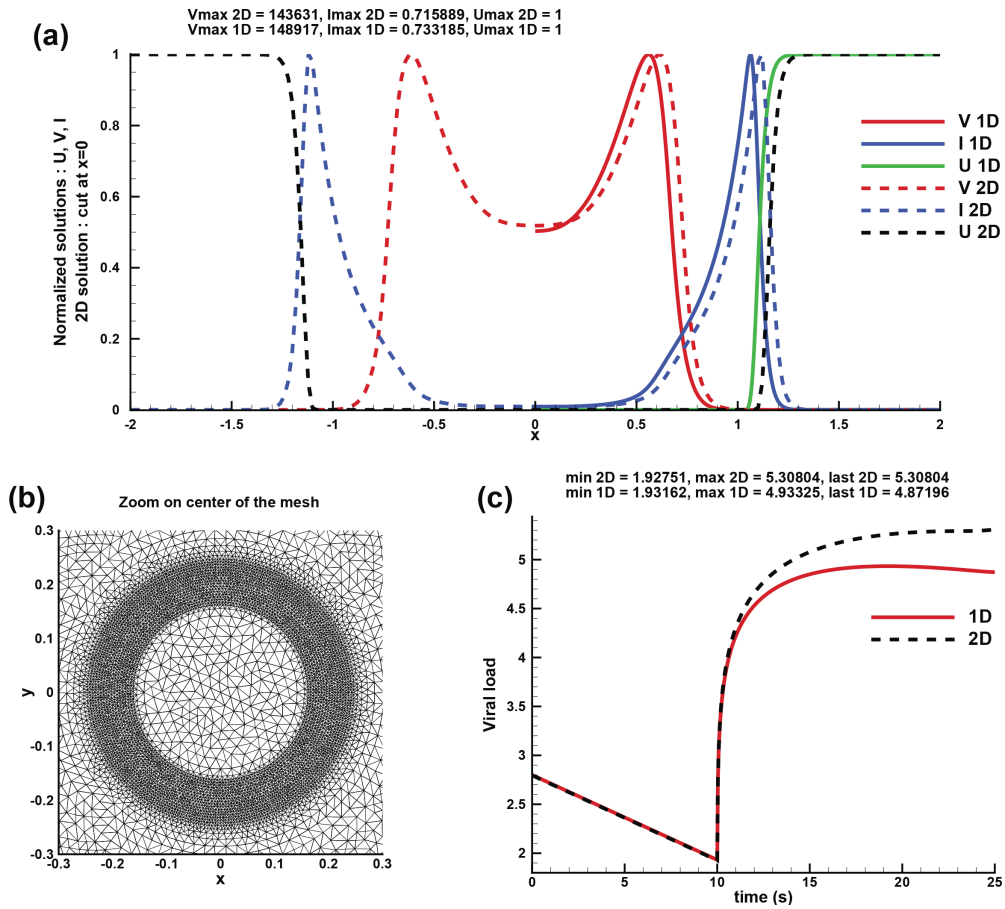 Vmax 2D = 143631, Imax 2D = 0.715889, Umax 2D = 1
Vmax 1D = 148917, Imax 1D = 0.733185, Umax 1D = 1
(a)
Normalized solutions : U, V, I
2D solution : cut at x=0
1
0.8
0.6
0.4
0.2
0
-2
-1.5
-1
-0.5
0
0.5
1
1.5
2
x
V 1D
I 1D
U 1D
V 2D
I 2D
U 2D
(b)
Zoom on center of the mesh
0.3
0.2
0.1
0
-0.1
-0.2
-0.3
y
-0.3
-0.2
-0.1
0
0.1
0.2
0.3
x
(c)
min 2D = 1.92751, max 2D = 5.30804, last 2D = 5.30804
min 1D = 1.93162, max 1D = 4.93325, last 1D = 4.87196
Viral load
5
4.5
4
3.5
3
2.5
2
0
5
10
15
20
25
time (s)
1D
2D